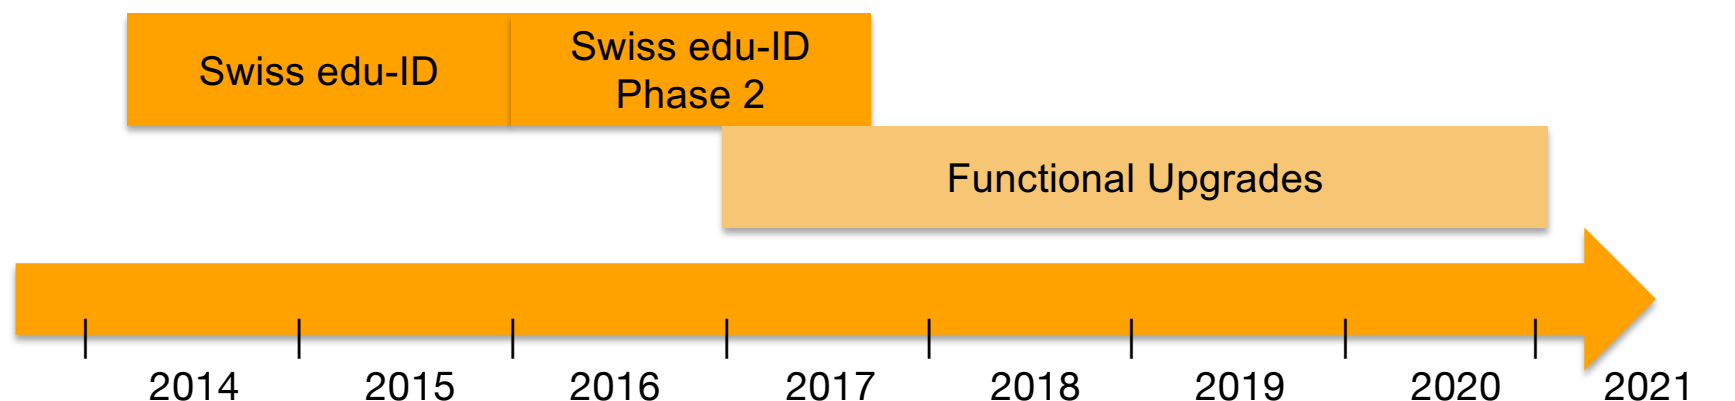 Swiss edu-ID
Swiss edu-ID
Phase 2
Functional Upgrades
2014 2015 2016 2017 2018 2019 2020 2021